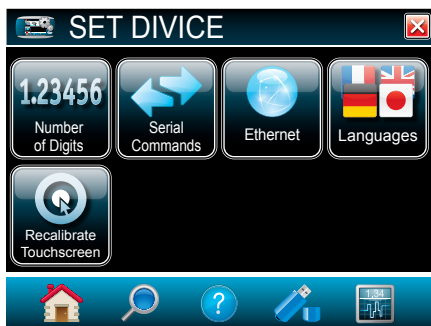 SET DIVICE
1.23456
Number
of Digits
Serial
Commands
Ethernet
Languages
Recalibrate
Touchscreen
?
1.34